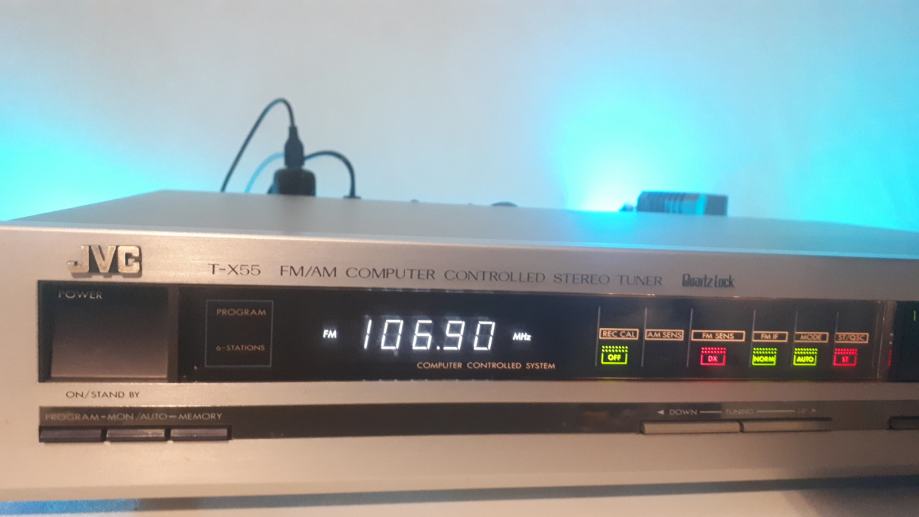 JVC
T-X55 FM/AM COMPUTER CONTROLLED STEREO TUNER Quartz Lock
POWER
PROGRAM
6-STATIONS
FM 106.90 MHz
COMPUTER CONTROLLED SYSTEM
REC CAL AM SENS FM SENS FM IF MODE ST/QSC
OFF DX NORM AUTO ST
ON/STAND BY
PROGRAM–MON/AUTO–MEMORY
◄ DOWN — TUNING — UP ►